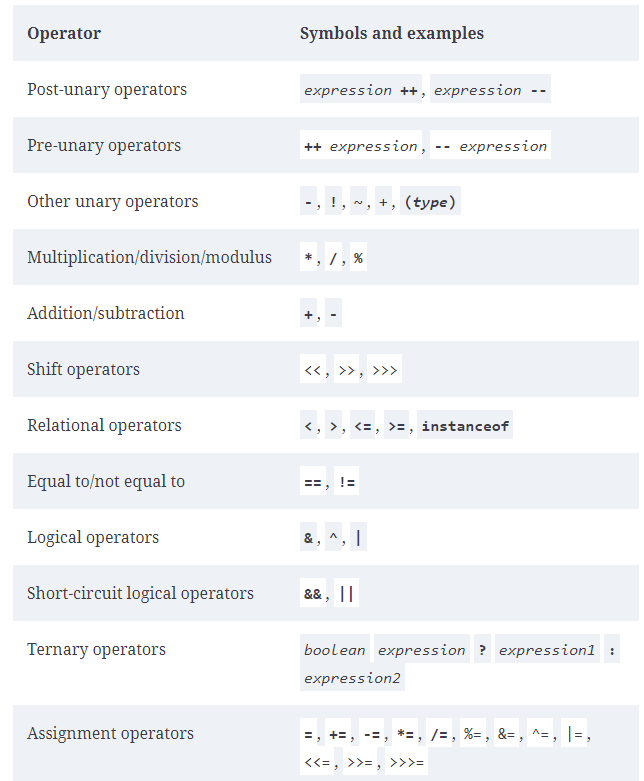 Operator Symbols and examples
Post-unary operators expression ++, expression --
Pre-unary operators ++ expression, -- expression
Other unary operators -, !, ~, +, (type)
Multiplication/division/modulus *, /, %
Addition/subtraction +, -
Shift operators <<, >>, >>>
Relational operators <, >, <=, >=, instanceof
Equal to/not equal to ==, !=
Logical operators &, ^, |
Short-circuit logical operators &&, ||
Ternary operators boolean expression ? expression1 :
expression2
Assignment operators =, +=, -=, *=, /=, %=, &=, ^=, |=,
<<=, >>=, >>>=